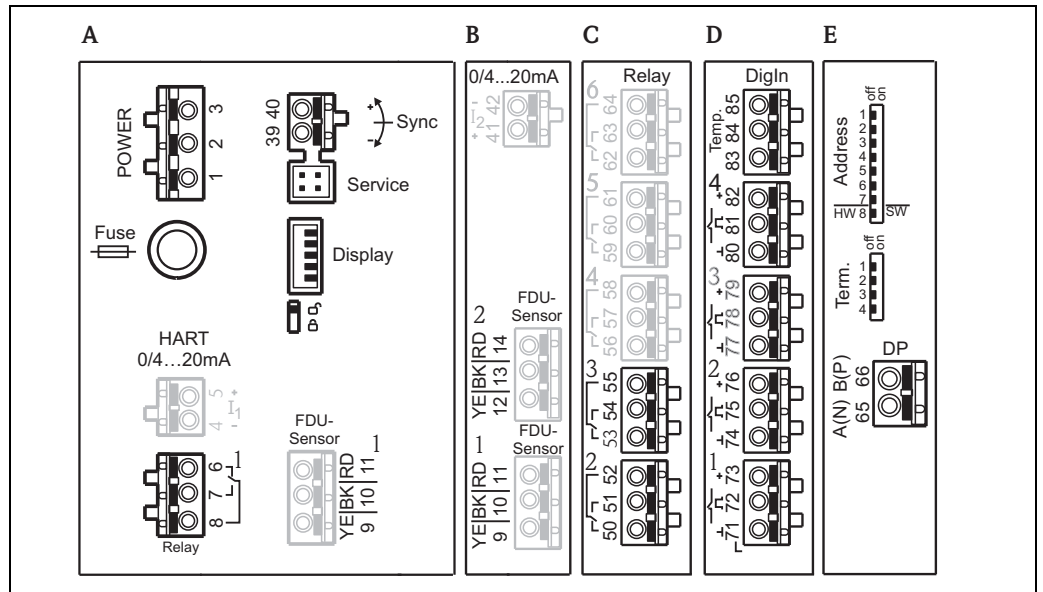 A
POWER
3
2
1
39 40
+
-
Sync
Service
Fuse
Display
HART
0/4...20mA
5
4
+
I1
-
6
7
8
1
Relay
FDU-
Sensor
1
YE|BK|RD
9 |10| 11
B
0/4...20mA
-
I2
+
41 42
2
FDU-
Sensor
YE|BK|RD
12|13|14
1
FDU-
Sensor
YE|BK|RD
9 |10| 11
C
Relay
6
62 63 64
5
59 60 61
4
56 57 58
3
53 54 55
2
50 51 52
D
DigIn
Temp.
83 84 85
4
80 81 82
+
3
77 78 79
+
2
74 75 76
+
1
71 72 73
+
E
off
on
Address
1
2
3
4
5
6
7
HW 8 SW
off
on
Term.
1
2
3
4
DP
A(N) B(P)
65 66